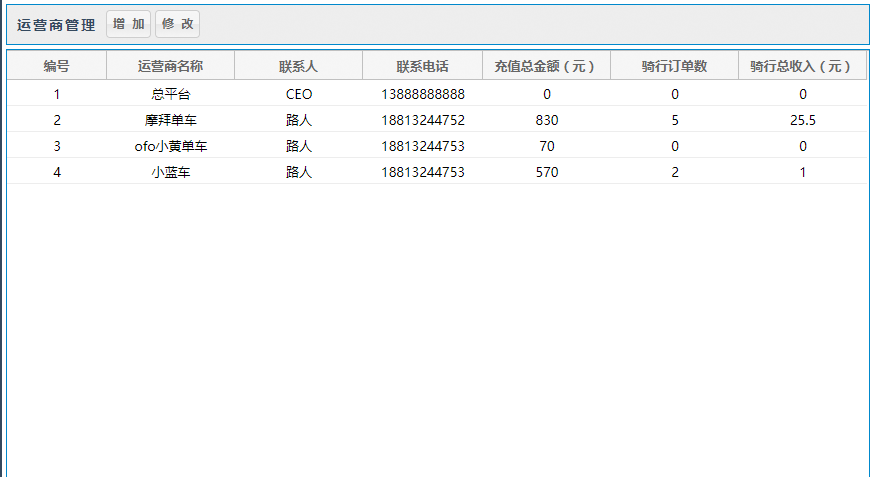 运营商管理 增 加 修 改
编号 运营商名称 联系人 联系电话 充值总金额（元） 骑行订单数 骑行总收入（元）
1 总平台 CEO 13888888888 0 0 0
2 摩拜单车 路人 18813244752 830 5 25.5
3 ofo小黄单车 路人 18813244753 70 0 0
4 小蓝车 路人 18813244753 570 2 1